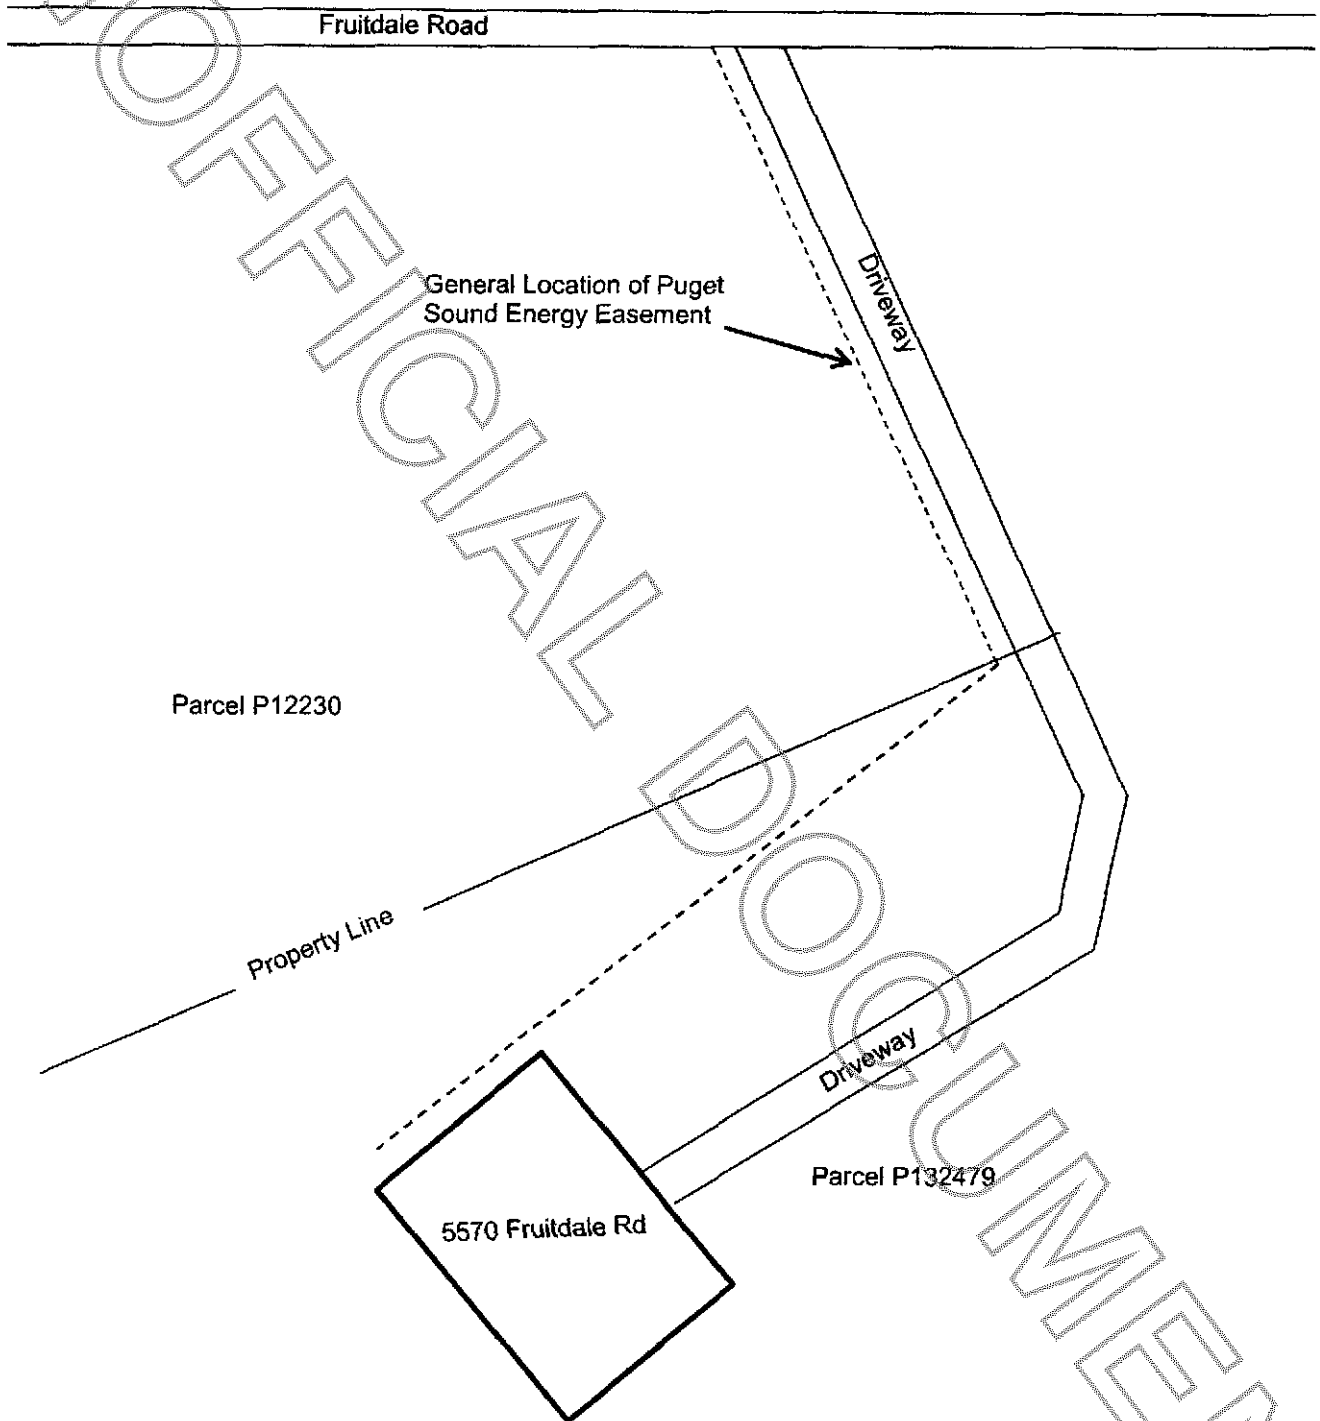 Fruitdale Road
General Location of Puget
Sound Energy Easement
Driveway
Parcel P12230
Property Line
Driveway
Parcel P132479
5570 Fruitdale Rd
OFFICIAL DOCUMEN